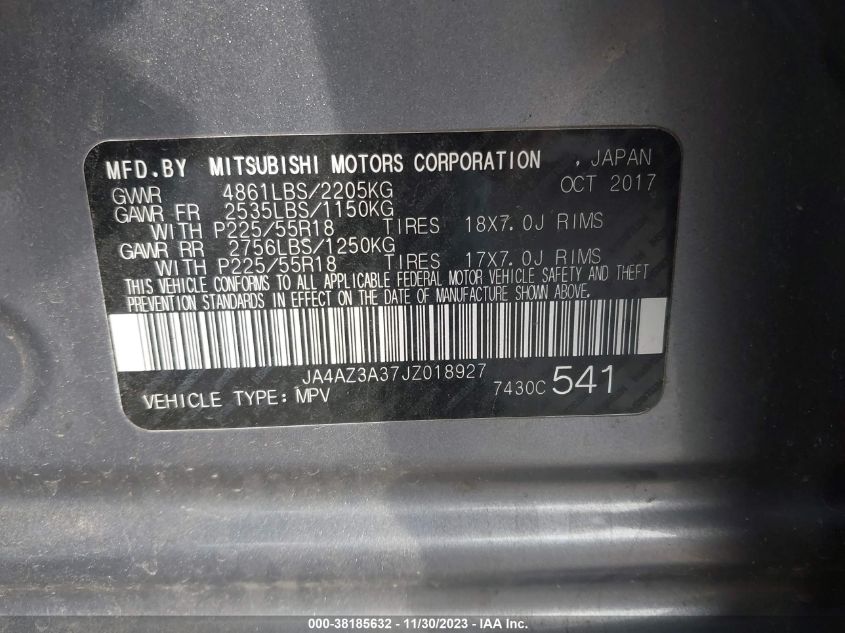 MFD.BY MITSUBISHI MOTORS CORPORATION , JAPAN
GVWR 4861LBS/2205KG OCT 2017
GAWR FR 2535LBS/1150KG
WITH P225/55R18 TIRES 18X7.0J RIMS
GAWR RR 2756LBS/1250KG
WITH P225/55R18 TIRES 17X7.0J RIMS
THIS VEHICLE CONFORMS TO ALL APPLICABLE FEDERAL MOTOR VEHICLE SAFETY AND THEFT
PREVENTION STANDARDS IN EFFECT ON THE DATE OF MANUFACTURE SHOWN ABOVE.
JA4AZ3A37JZ018927
VEHICLE TYPE: MPV 7430C 541
000-38185632 - 11/30/2023 - IAA Inc.